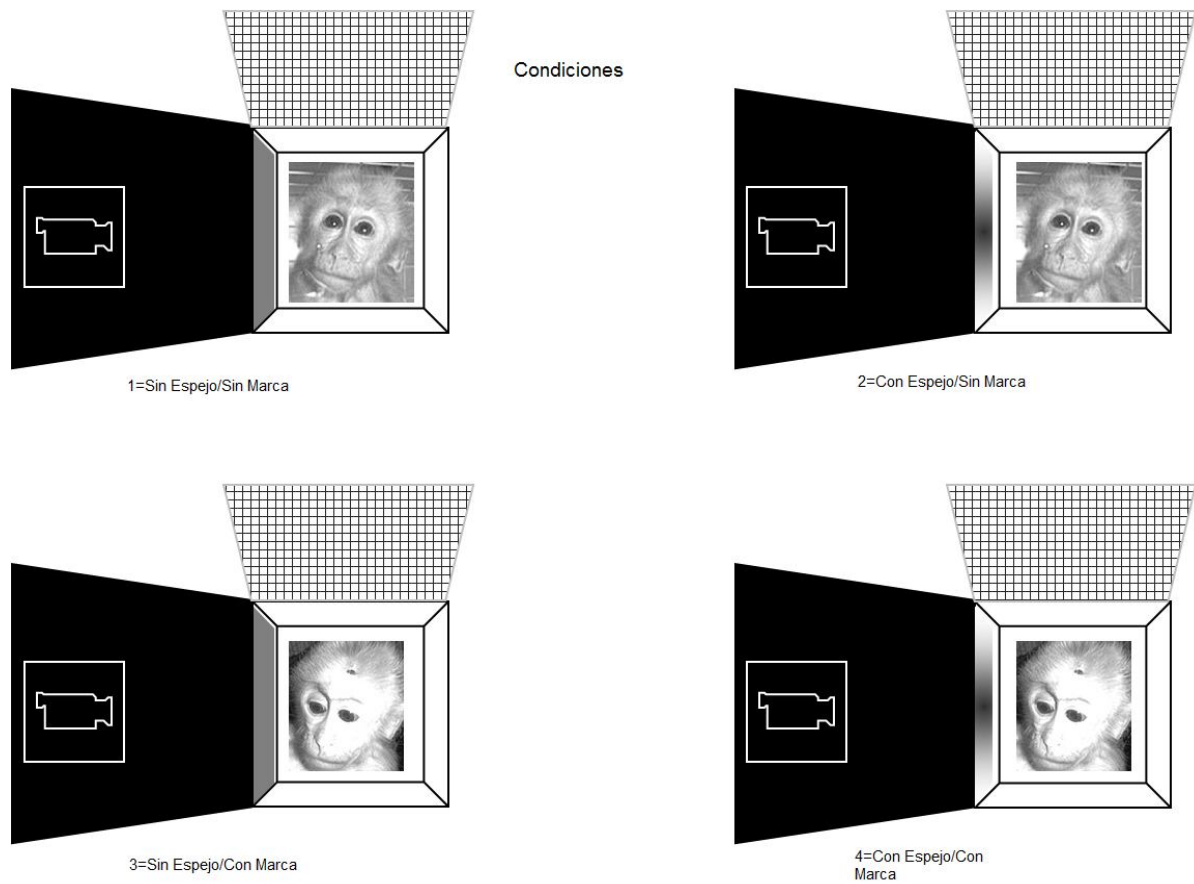 Condiciones
1=Sin Espejo/Sin Marca
2=Con Espejo/Sin Marca
3=Sin Espejo/Con Marca
4=Con Espejo/Con
Marca